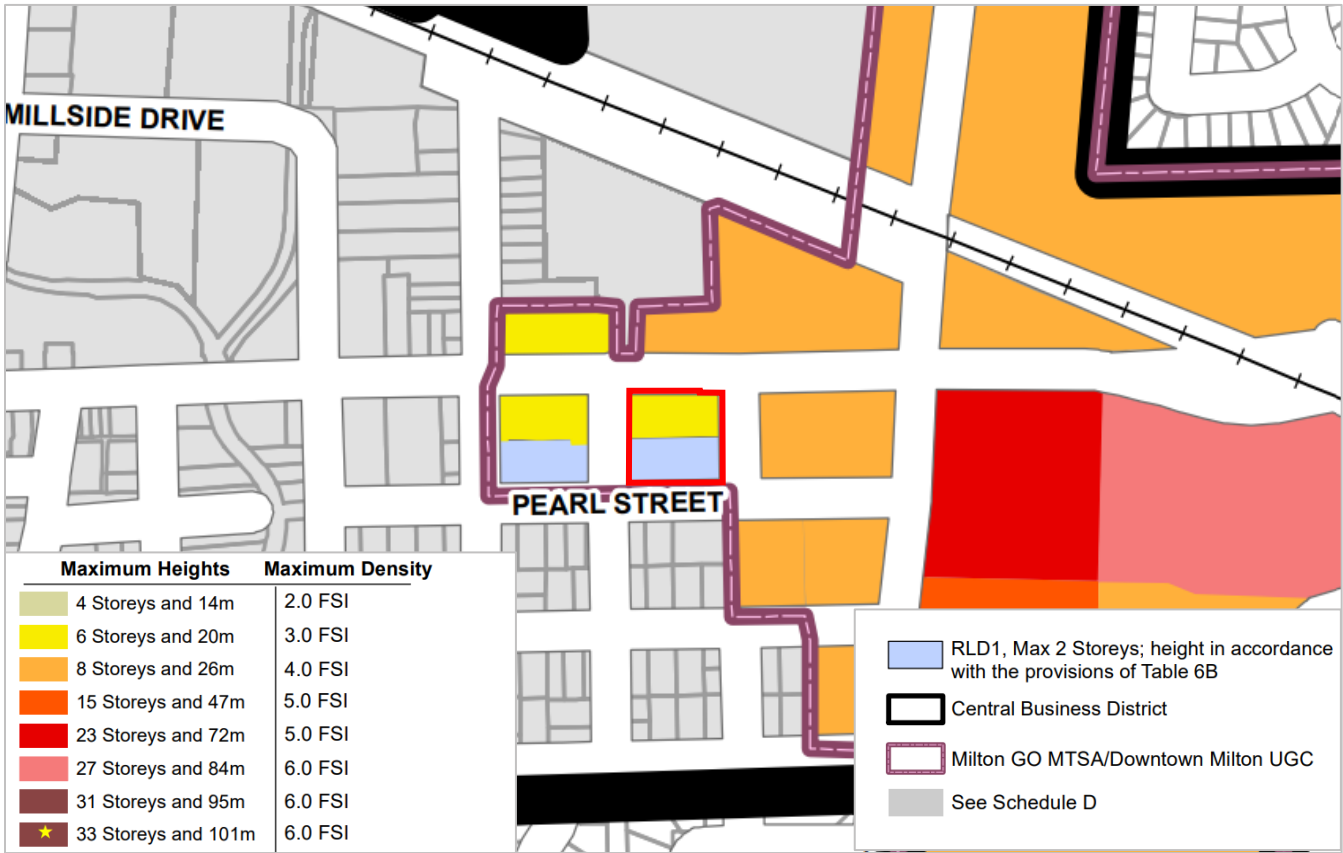 MILLSIDE DRIVE
PEARL STREET
Maximum Heights Maximum Density
4 Storeys and 14m 2.0 FSI
6 Storeys and 20m 3.0 FSI
8 Storeys and 26m 4.0 FSI
15 Storeys and 47m 5.0 FSI
23 Storeys and 72m 5.0 FSI
27 Storeys and 84m 6.0 FSI
31 Storeys and 95m 6.0 FSI
33 Storeys and 101m 6.0 FSI
RLD1, Max 2 Storeys; height in accordance
with the provisions of Table 6B
Central Business District
Milton GO MTSA/Downtown Milton UGC
See Schedule D